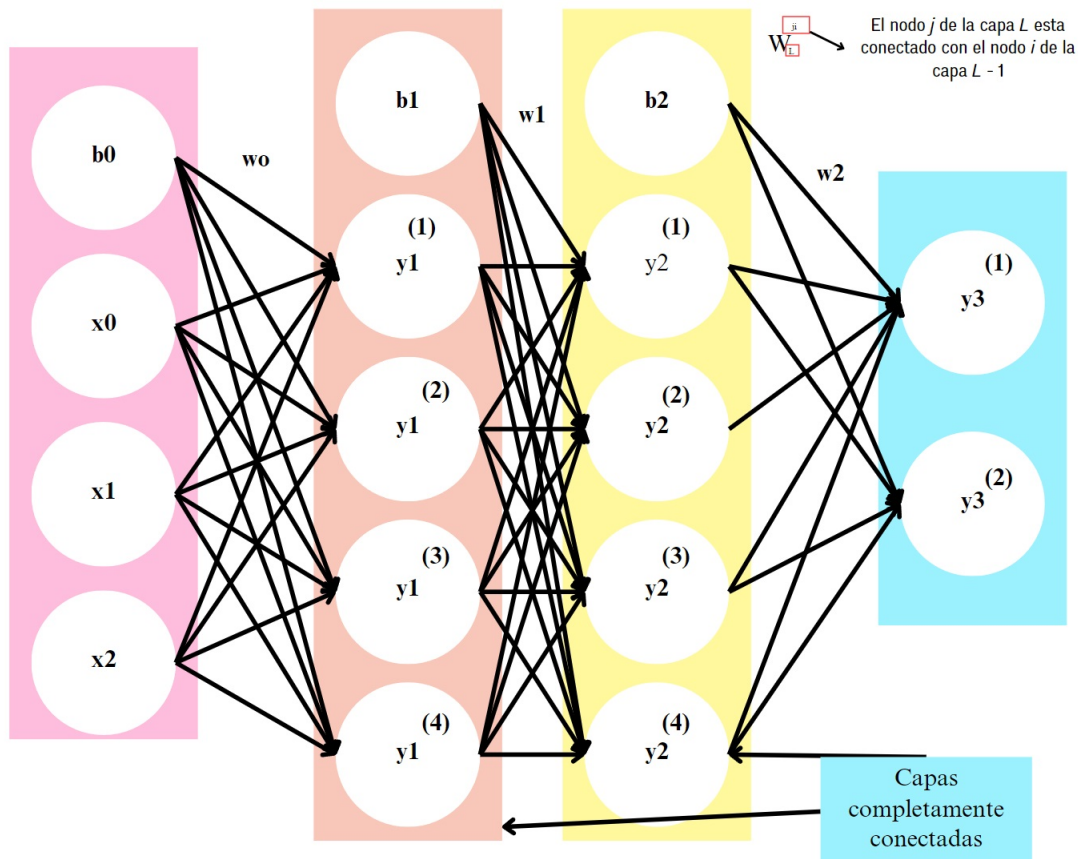 W ji L
El nodo j de la capa L esta
conectado con el nodo i de la
capa L - 1
b0
x0
x1
x2
wo
b1
(1)
y1
(2)
y1
(3)
y1
(4)
y1
w1
b2
(1)
y2
(2)
y2
(3)
y2
(4)
y2
w2
(1)
y3
(2)
y3
Capas
completamente
conectadas